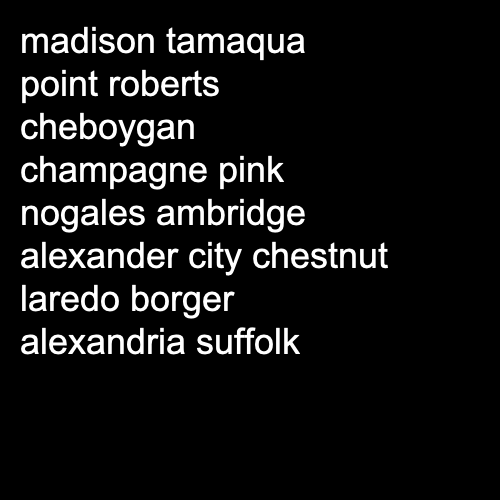 madison tamaqua
point roberts
cheboygan
champagne pink
nogales ambridge
alexander city chestnut
laredo borger
alexandria suffolk